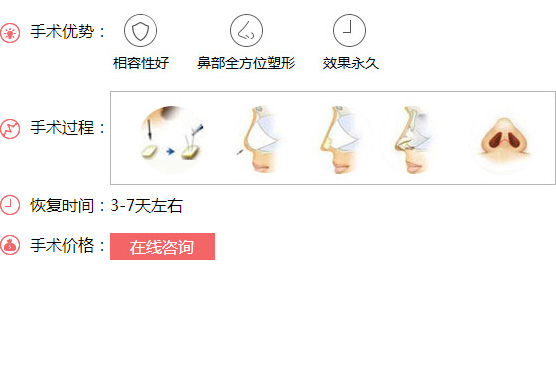 手术优势：
相容性好 鼻部全方位塑形 效果永久
手术过程：
恢复时间：3-7天左右
手术价格： 在线咨询